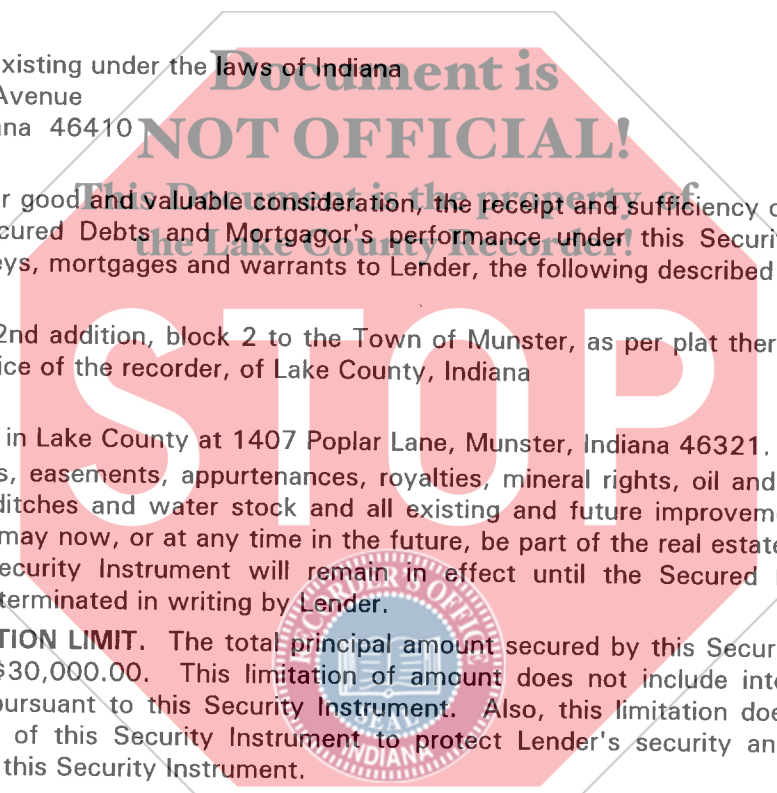 xisting under the laws of Indiana
Document is
Avenue
na 46410
NOT OFFICIAL!
r good and valuable consideration, the receipt and sufficiency o
This Document is the property of
cured Debts and Mortgagor's performance under this Securit
the Lake County Recorder!
eys, mortgages and warrants to Lender, the following described
2nd addition, block 2 to the Town of Munster, as per plat ther
ice of the recorder, of Lake County, Indiana
STOP
in Lake County at 1407 Poplar Lane, Munster, Indiana 46321.
s, easements, appurtenances, royalties, mineral rights, oil and
ditches and water stock and all existing and future improveme
may now, or at any time in the future, be part of the real estate
ecurity Instrument will remain in effect until the Secured
terminated in writing by Lender.
TION LIMIT. The total principal amount secured by this Secur
$30,000.00. This limitation of amount does not include inte
oursuant to this Security Instrument. Also, this limitation doe
of this Security Instrument to protect Lender's security an
this Security Instrument.
RECORDER'S OFFICE
SEAL
INDIANA